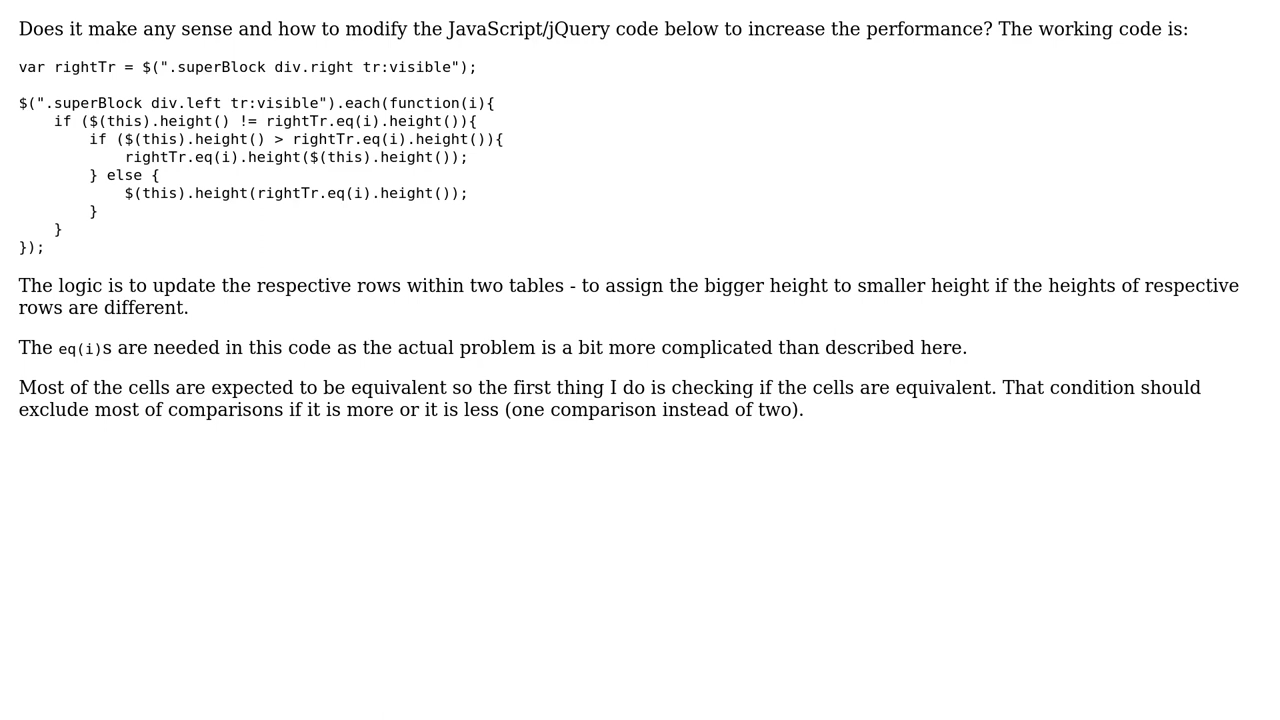 Does it make any sense and how to modify the JavaScript/jQuery code below to increase the performance? The working code is:
var rightTr = $(".superBlock div.right tr:visible");
$(".superBlock div.left tr:visible").each(function(i){
    if ($(this).height() != rightTr.eq(i).height()){
        if ($(this).height() > rightTr.eq(i).height()){
            rightTr.eq(i).height($(this).height());
        } else {
            $(this).height(rightTr.eq(i).height());
        }
    }
});
The logic is to update the respective rows within two tables - to assign the bigger height to smaller height if the heights of respective
rows are different.
The eq(i)s are needed in this code as the actual problem is a bit more complicated than described here.
Most of the cells are expected to be equivalent so the first thing I do is checking if the cells are equivalent. That condition should
exclude most of comparisons if it is more or it is less (one comparison instead of two).